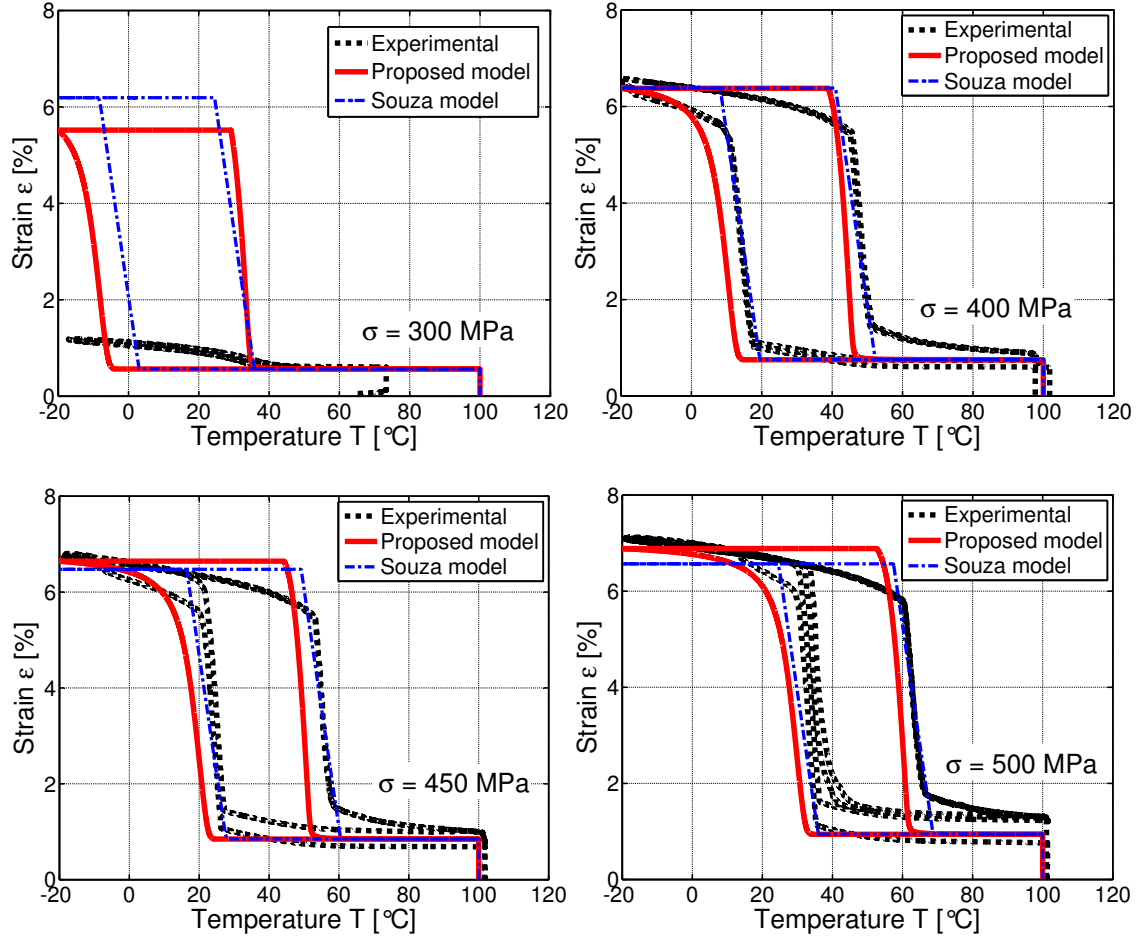 8
6
4
2
0
Strain ε [%]
Experimental
Proposed model
Souza model
σ = 300 MPa
-20 0 20 40 60 80 100 120
Temperature T [°C]
8
6
4
2
0
Strain ε [%]
Experimental
Proposed model
Souza model
σ = 400 MPa
-20 0 20 40 60 80 100 120
Temperature T [°C]
8
6
4
2
0
Strain ε [%]
Experimental
Proposed model
Souza model
σ = 450 MPa
-20 0 20 40 60 80 100 120
Temperature T [°C]
8
6
4
2
0
Strain ε [%]
Experimental
Proposed model
Souza model
σ = 500 MPa
-20 0 20 40 60 80 100 120
Temperature T [°C]